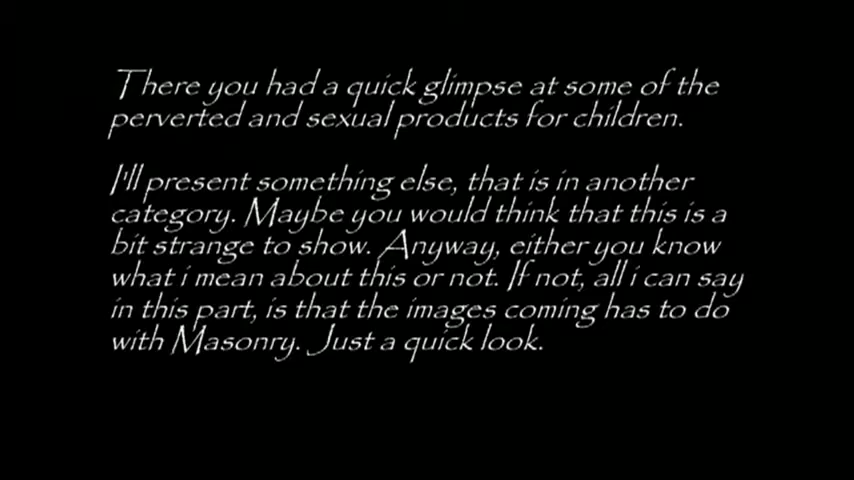 There you had a quick glimpse at some of the
perverted and sexual products for children.
I'll present something else, that is in another
category. Maybe you would think that this is a
bit strange to show. Anyway, either you know
what i mean about this or not. If not, all i can say
in this part, is that the images coming has to do
with Masonry. Just a quick look.